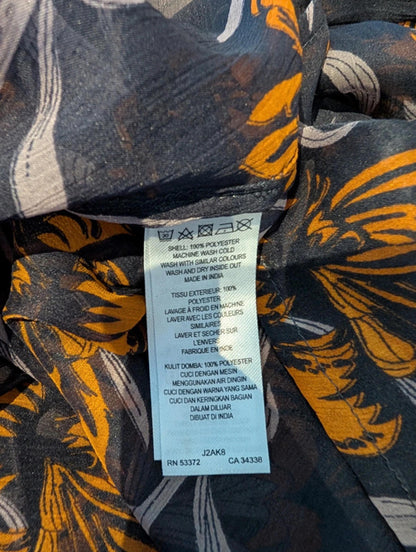 SHELL: 100% POLYESTER
MACHINE WASH COLD
WASH WITH SIMILAR COLOURS
WASH AND DRY INSIDE OUT
MADE IN INDIA
TISSU EXTERIEUR: 100%
POLYESTER
LAVAGE À FROID EN MACHINE
LAVER AVEC LES COULEURS
SIMILAIRES
LAVER ET SECHER SUR
L'ENVERS
FABRIQUE EN INDE
KULIT DOMBA: 100% POLYESTER
CUCI DENGAN MESIN
MENGGUNAKAN AIR DINGIN
CUCI DENGAN WARNA YANG SAMA
CUCI DAN KERINGKAN BAGIAN
DALAM DILUAR
DIBUAT DI INDIA
J2AK8
RN 53372 CA 34338